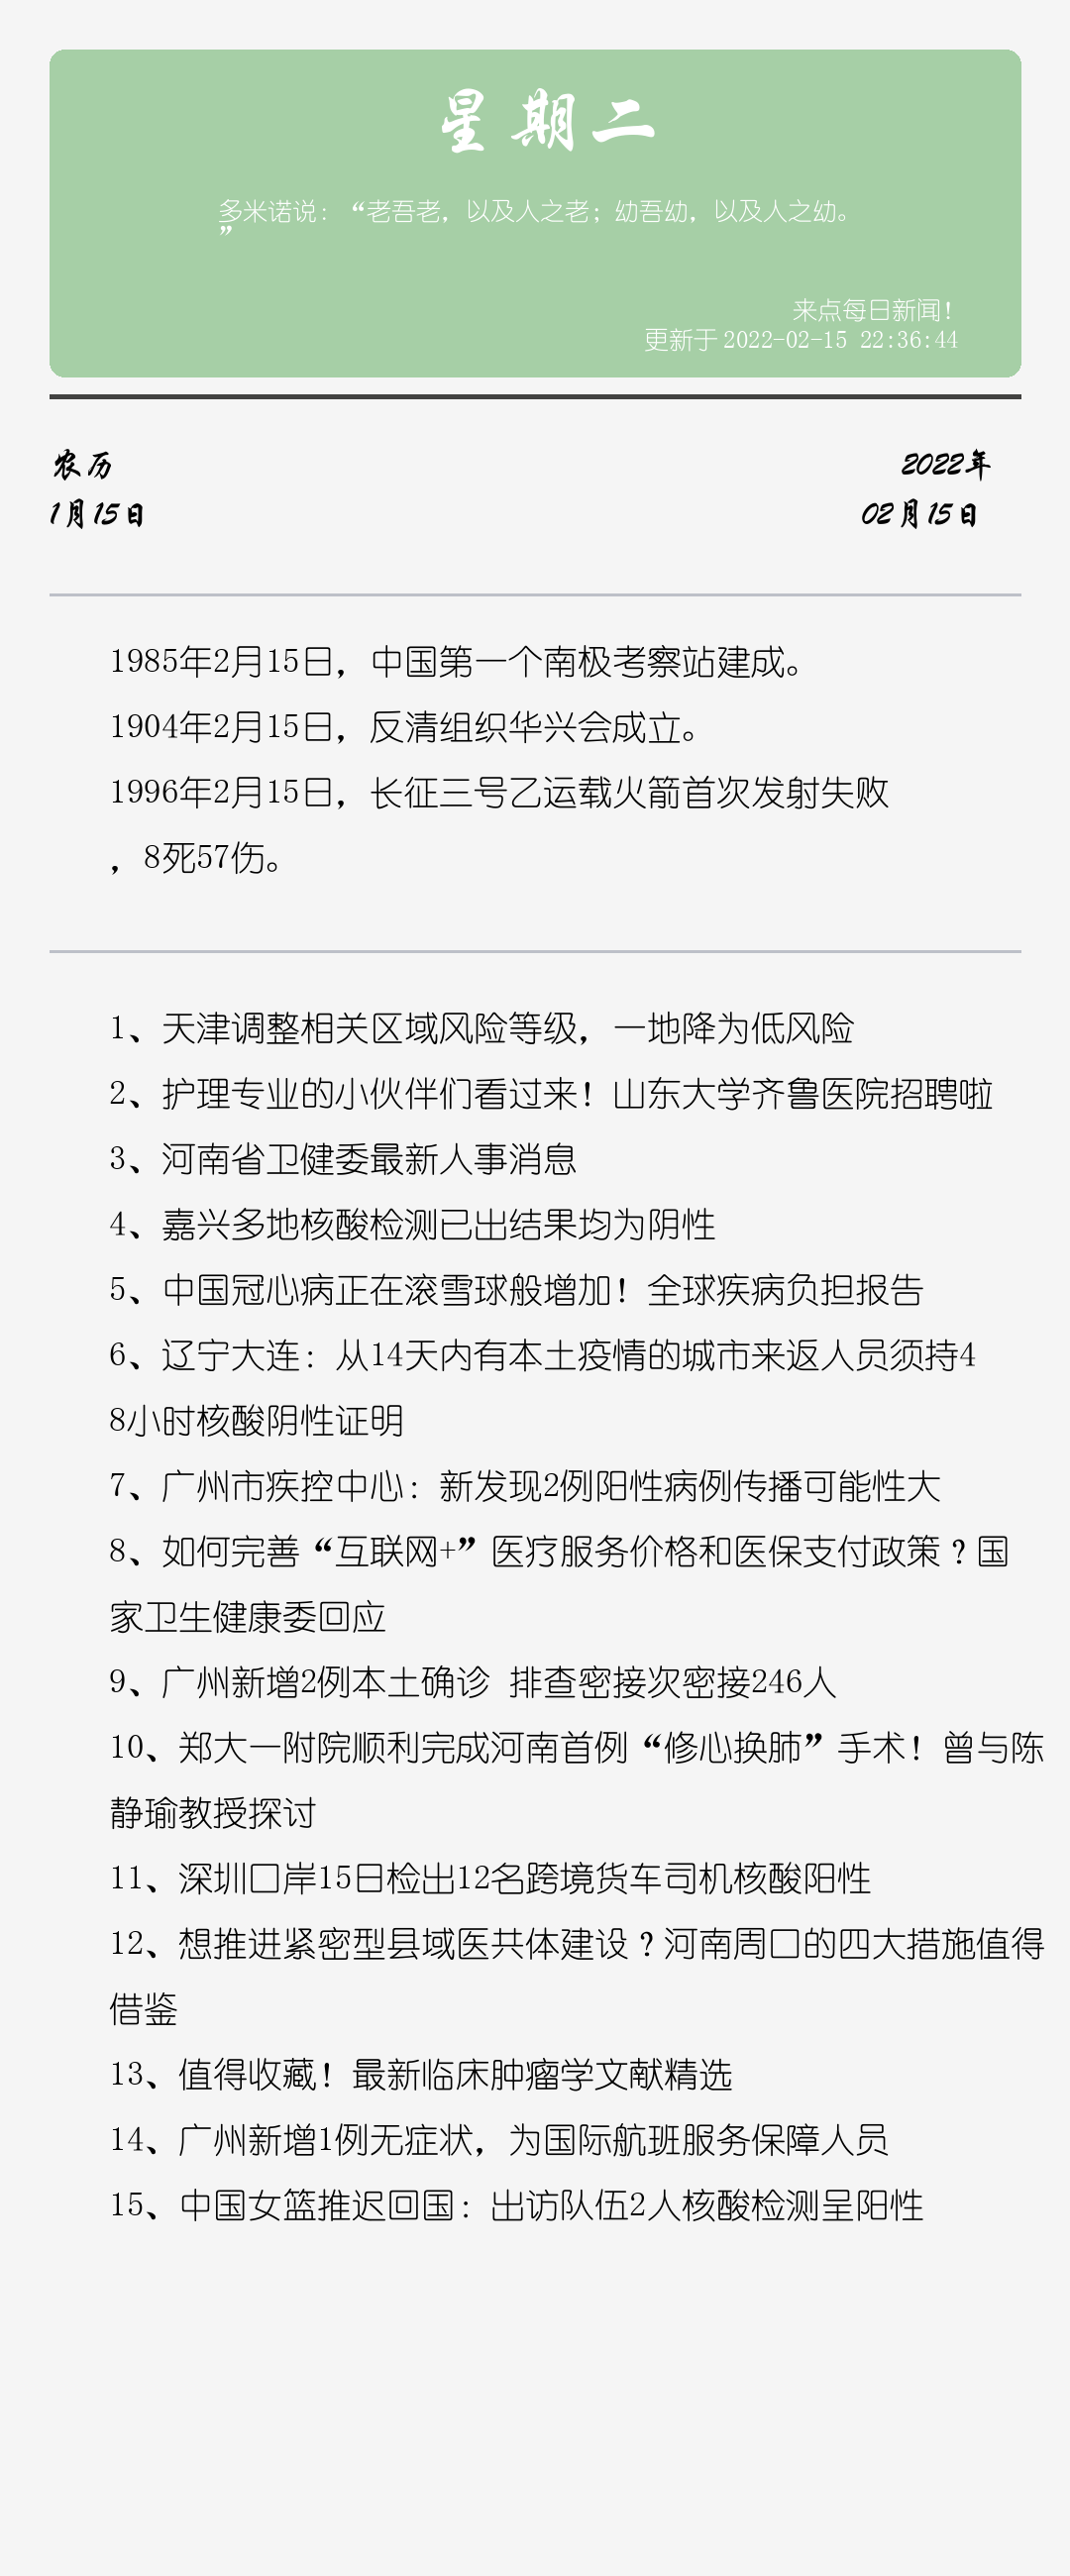 星期二
多米诺说：“老吾老，以及人之老；幼吾幼，以及人之幼。
”
来点每日新闻！
更新于2022-02-15 22:36:44
农历
2022年
1月15日
02月15日
1985年2月15日，中国第一个南极考察站建成。
1904年2月15日，反清组织华兴会成立。
1996年2月15日，长征三号乙运载火箭首次发射失败
，8死57伤。
1、天津调整相关区域风险等级，一地降为低风险
2、护理专业的小伙伴们看过来！山东大学齐鲁医院招聘啦
3、河南省卫健委最新人事消息
4、嘉兴多地核酸检测已出结果均为阴性
5、中国冠心病正在滚雪球般增加！全球疾病负担报告
6、辽宁大连：从14天内有本土疫情的城市来返人员须持4
8小时核酸阴性证明
7、广州市疾控中心：新发现2例阳性病例传播可能性大
8、如何完善“互联网+”医疗服务价格和医保支付政策？国
家卫生健康委回应
9、广州新增2例本土确诊 排查密接次密接246人
10、郑大一附院顺利完成河南首例“修心换肺”手术！曾与陈
静瑜教授探讨
11、深圳口岸15日检出12名跨境货车司机核酸阳性
12、想推进紧密型县域医共体建设？河南周口的四大措施值得
借鉴
13、值得收藏！最新临床肿瘤学文献精选
14、广州新增1例无症状，为国际航班服务保障人员
15、中国女篮推迟回国：出访队伍2人核酸检测呈阳性